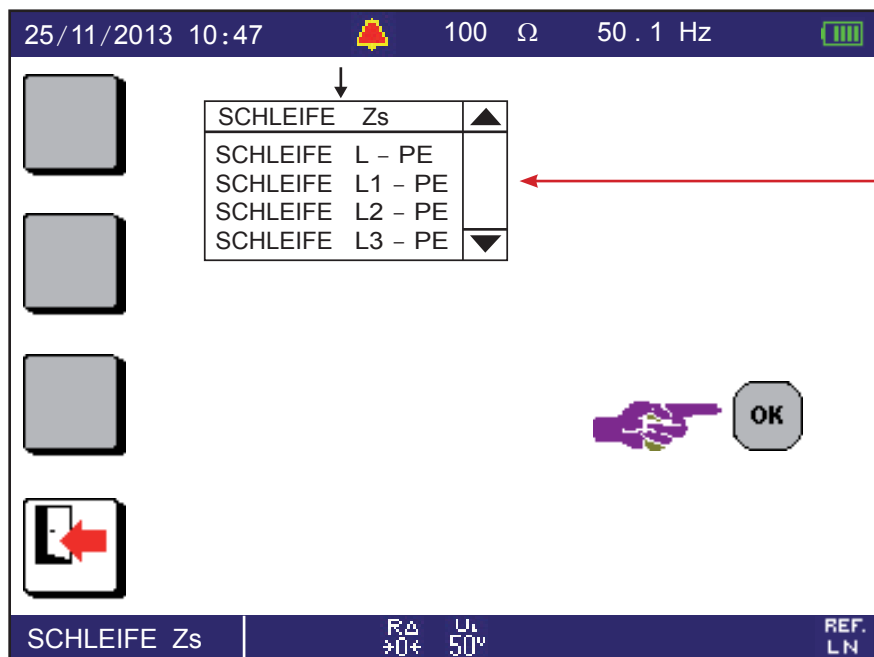 25/11/2013 10:47 100 Ω 50.1 Hz
SCHLEIFE Zs
SCHLEIFE L – PE
SCHLEIFE L1 – PE
SCHLEIFE L2 – PE
SCHLEIFE L3 – PE
OK
SCHLEIFE Zs
RΔ UL REF.
→0← 50V LN